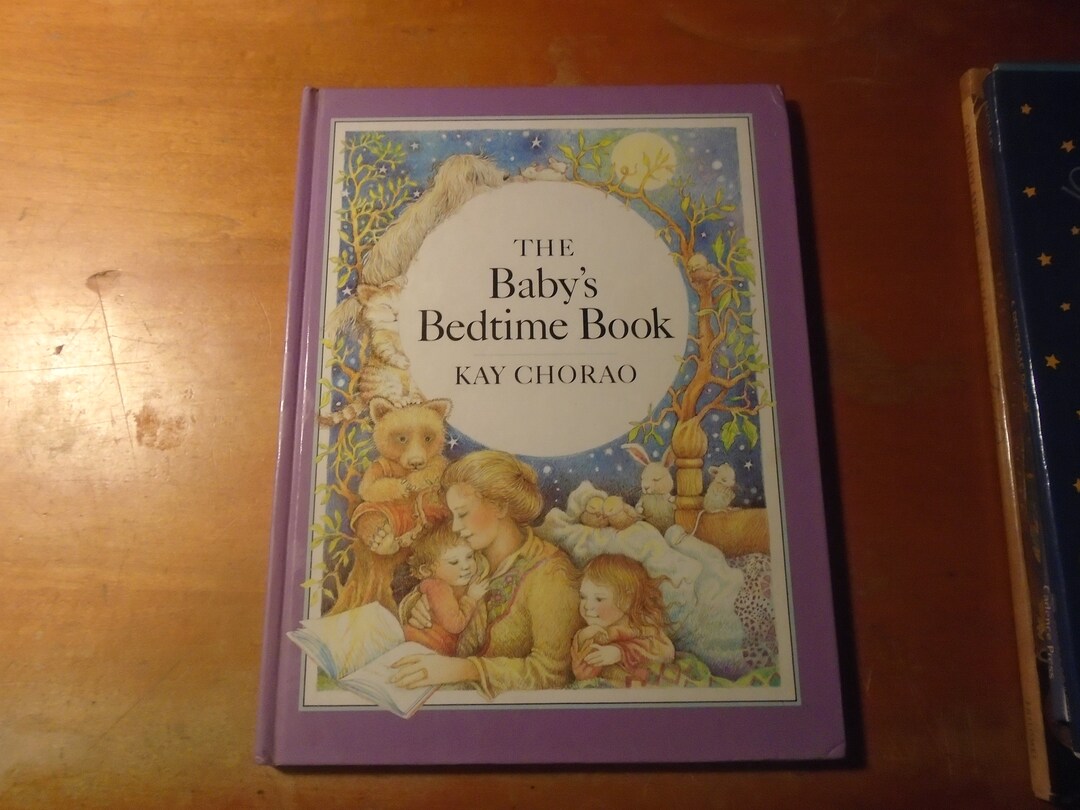 THE
Baby's
Bedtime Book
KAY CHORAO